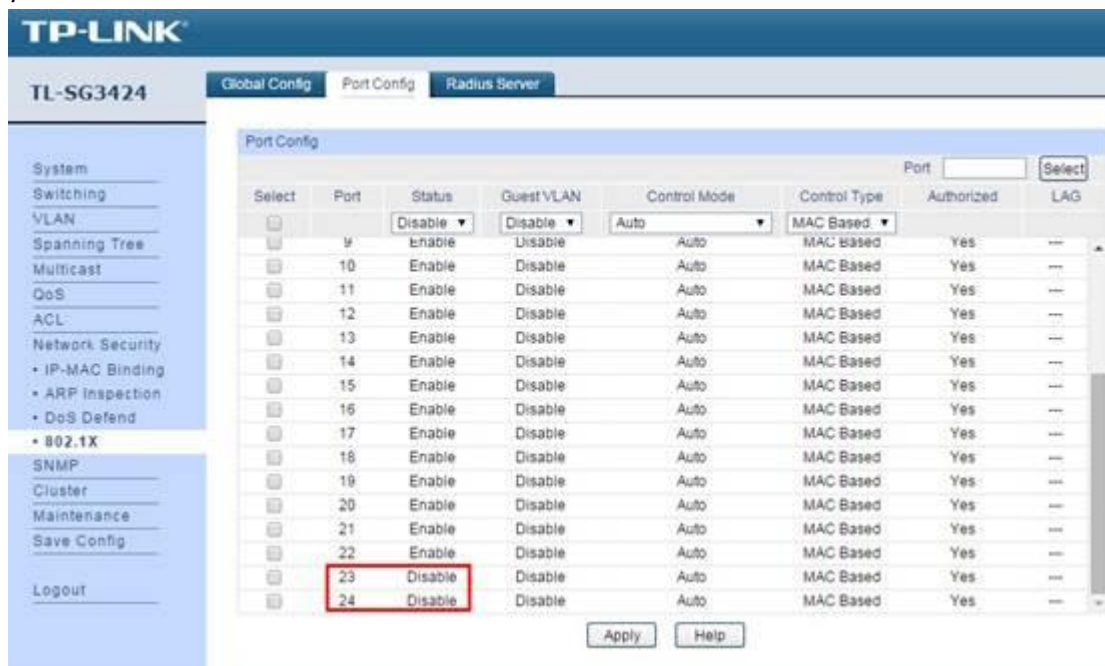 TP-LINK
TL-SG3424
Global Config Port Config Radius Server
System
Switching
VLAN
Spanning Tree
Multicast
QoS
ACL
Network Security
• IP-MAC Binding
• ARP Inspection
• DoS Defend
• 802.1X
SNMP
Cluster
Maintenance
Save Config
Logout
Port Config
Port Select
Select Port Status Guest VLAN Control Mode Control Type Authorized LAG
Disable Disable Auto MAC Based
9 Enable Disable Auto MAC Based Yes ---
10 Enable Disable Auto MAC Based Yes ---
11 Enable Disable Auto MAC Based Yes ---
12 Enable Disable Auto MAC Based Yes ---
13 Enable Disable Auto MAC Based Yes ---
14 Enable Disable Auto MAC Based Yes ---
15 Enable Disable Auto MAC Based Yes ---
16 Enable Disable Auto MAC Based Yes ---
17 Enable Disable Auto MAC Based Yes ---
18 Enable Disable Auto MAC Based Yes ---
19 Enable Disable Auto MAC Based Yes ---
20 Enable Disable Auto MAC Based Yes ---
21 Enable Disable Auto MAC Based Yes ---
22 Enable Disable Auto MAC Based Yes ---
23 Disable Disable Auto MAC Based Yes ---
24 Disable Disable Auto MAC Based Yes ---
Apply Help